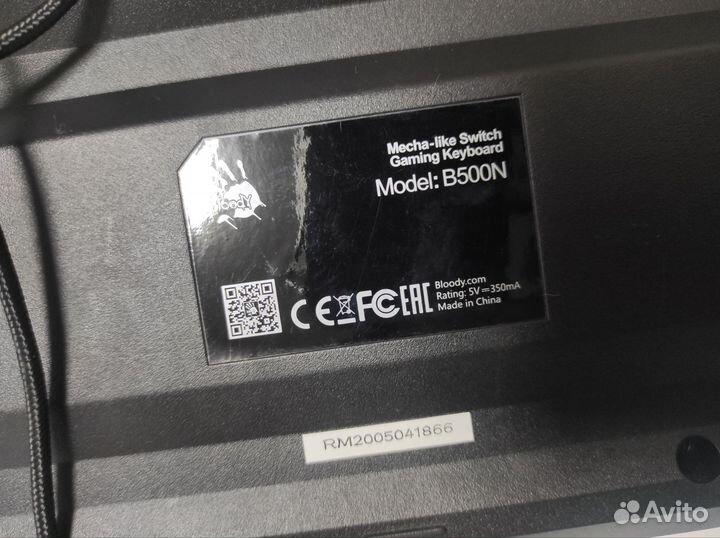 Mecha-like Switch
Gaming Keyboard
Model: B500N
Bloody
CE FC EAC
Bloody.com
Rating: 5V⎓350mA
Made in China
RM2005041866
Avito